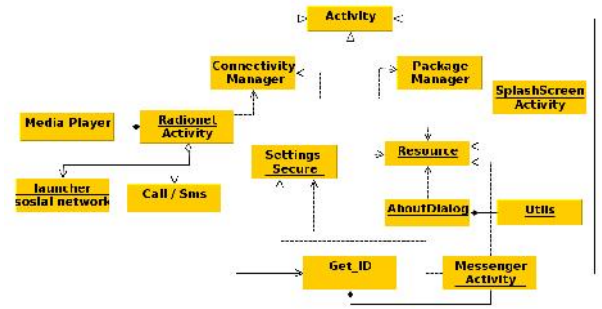 Activity
Connectivity
Manager
Package
Manager
SplashScreen
Activity
Media Player
Radionet
Activity
Settings
Secure
Resource
launcher
soslal network
Call / Sms
AboutDialog
Utils
Get_ID
Messenger
Activity